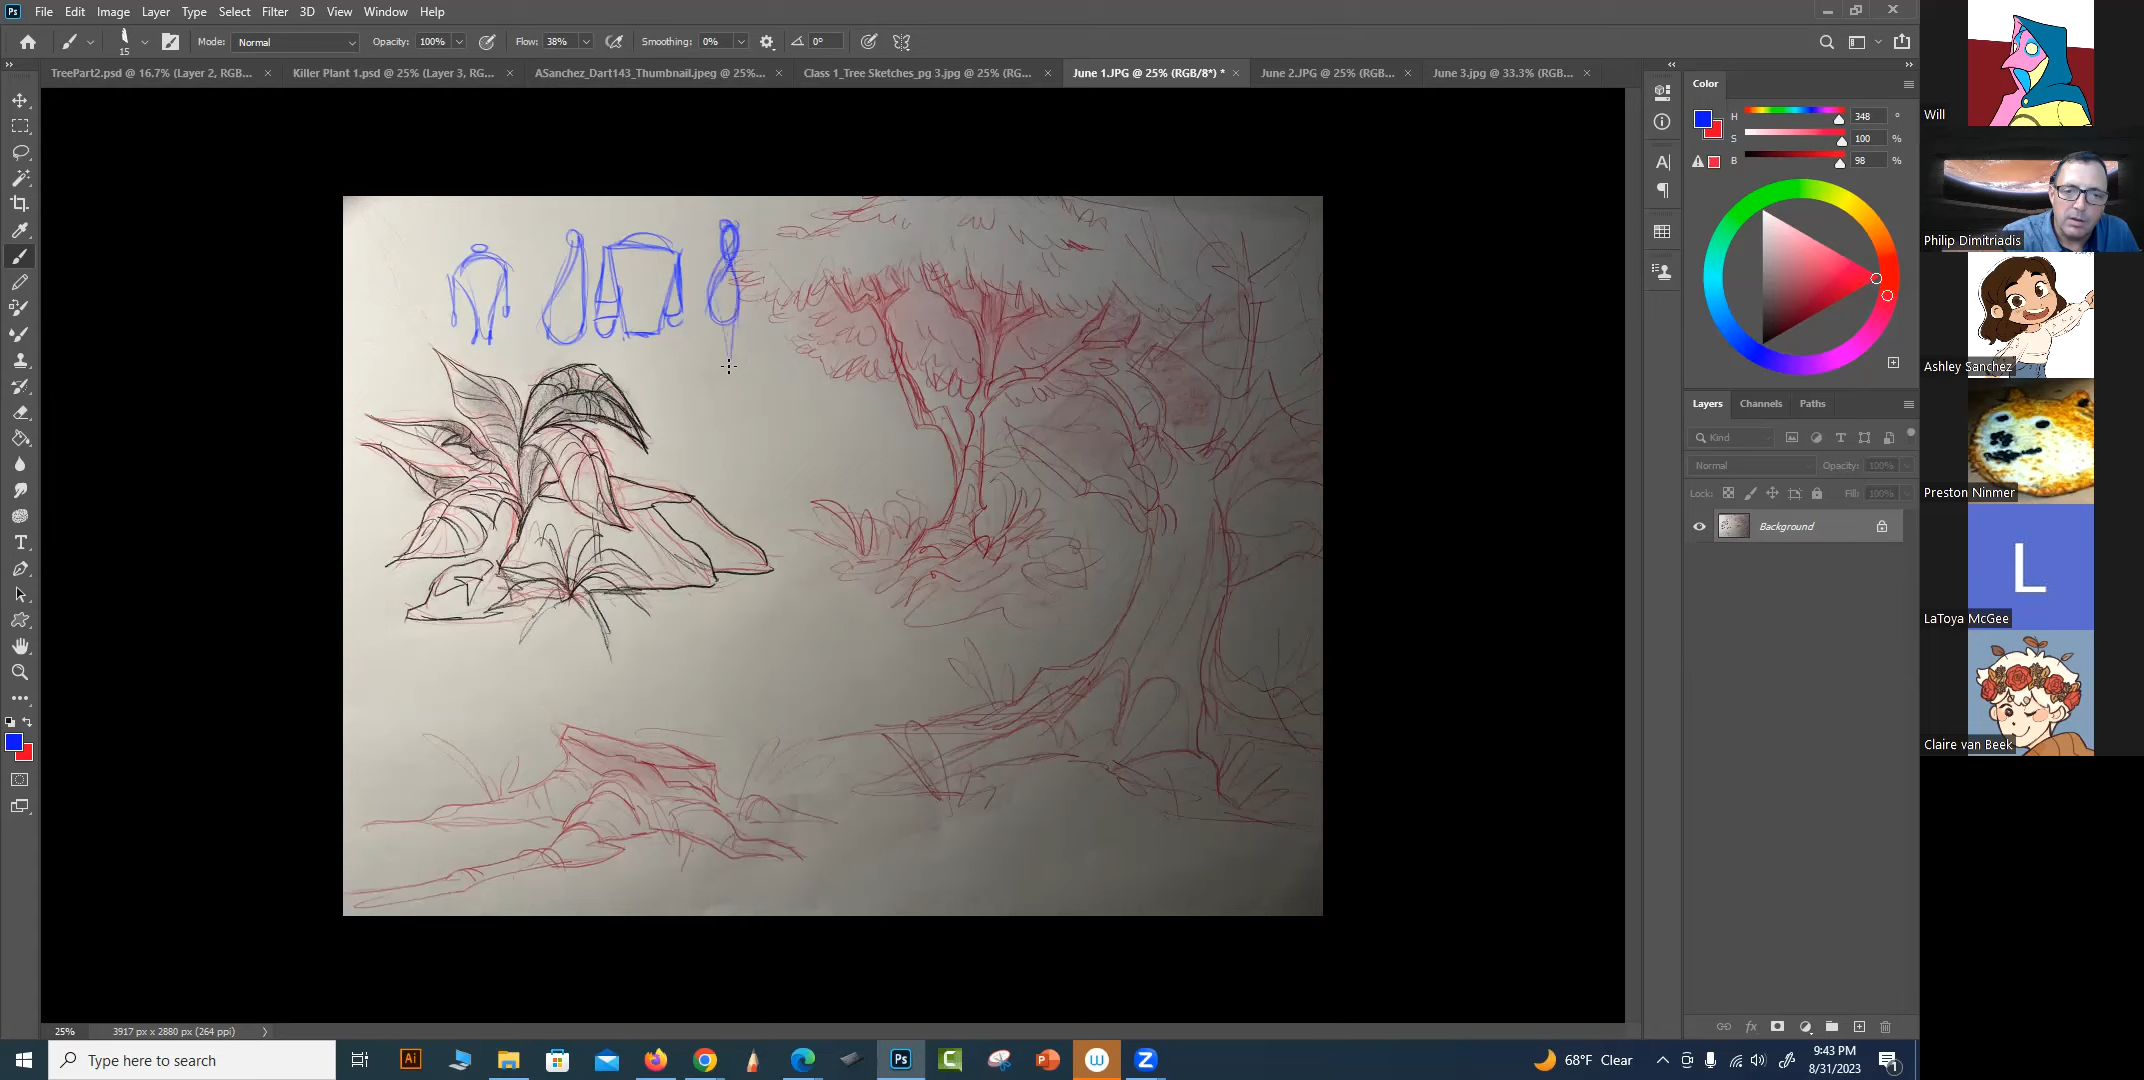 Ps File Edit Image Layer Type Select Filter 3D View Window Help
15 Mode: Normal Opacity: 100% Flow: 38% Smoothing: 0% 0°
TreePart2.psd @ 16.7% (Layer 2, RGB... Killer Plant 1.psd @ 25% (Layer 3, RG... ASanchez_Dart143_Thumbnail.jpeg @ 25%... Class 1_Tree Sketches_pg 3.jpg @ 25% (RG... June 1.JPG @ 25% (RGB/8*) * June 2.JPG @ 25% (RGB... June 3.jpg @ 33.3% (RGB...
Color
H 348 °
S 100 %
B 98 %
Layers Channels Paths
Kind
Normal Opacity: 100%
Lock: Fill: 100%
Background
Will
Philip Dimitriadis
Ashley Sanchez
Preston Ninmer
L
LaToya McGee
Claire van Beek
25% 3917 px x 2880 px (264 ppi)
Type here to search
Ai
Ps
68°F Clear
9:43 PM
8/31/2023
1